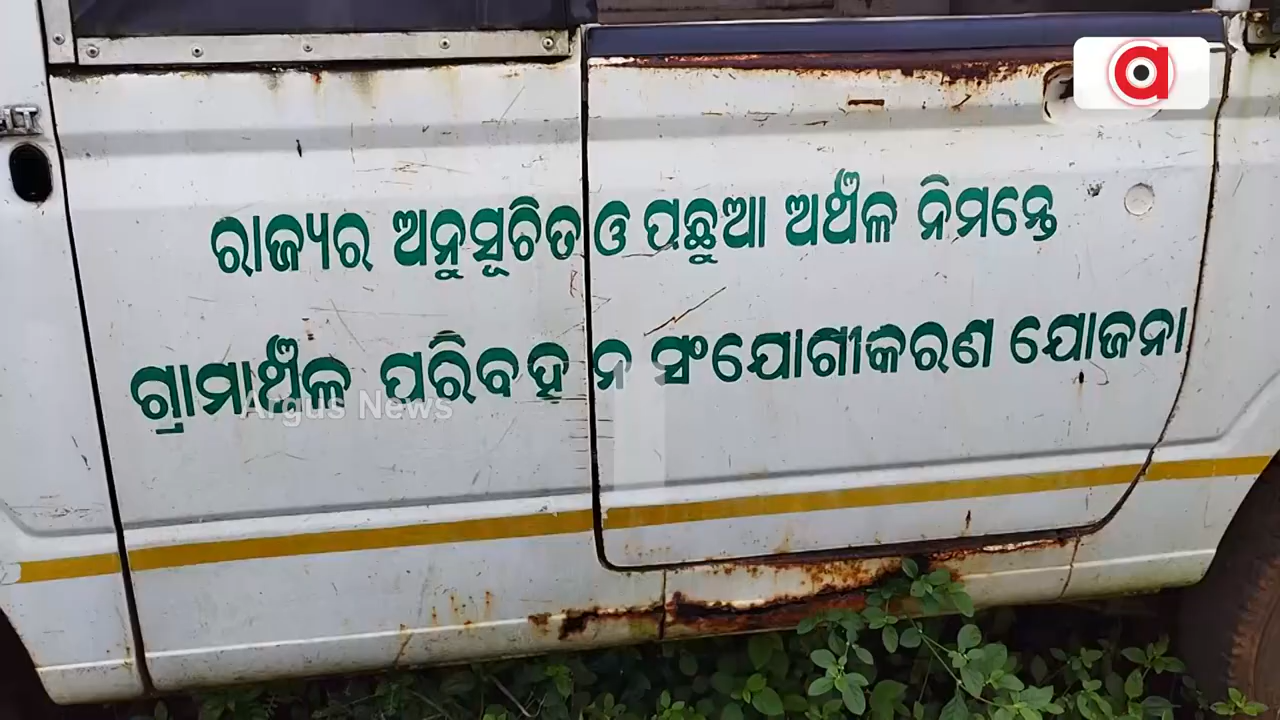 ରାଜ୍ୟର ଅନୁସୂଚିତ ଓ ପଛୁଆ ଅଞ୍ଚଳ ନିମନ୍ତେ
ଗ୍ରାମାଞ୍ଚଳ ପରିବହନ ସଂଯୋଗୀକରଣ ଯୋଜନା
Argus News